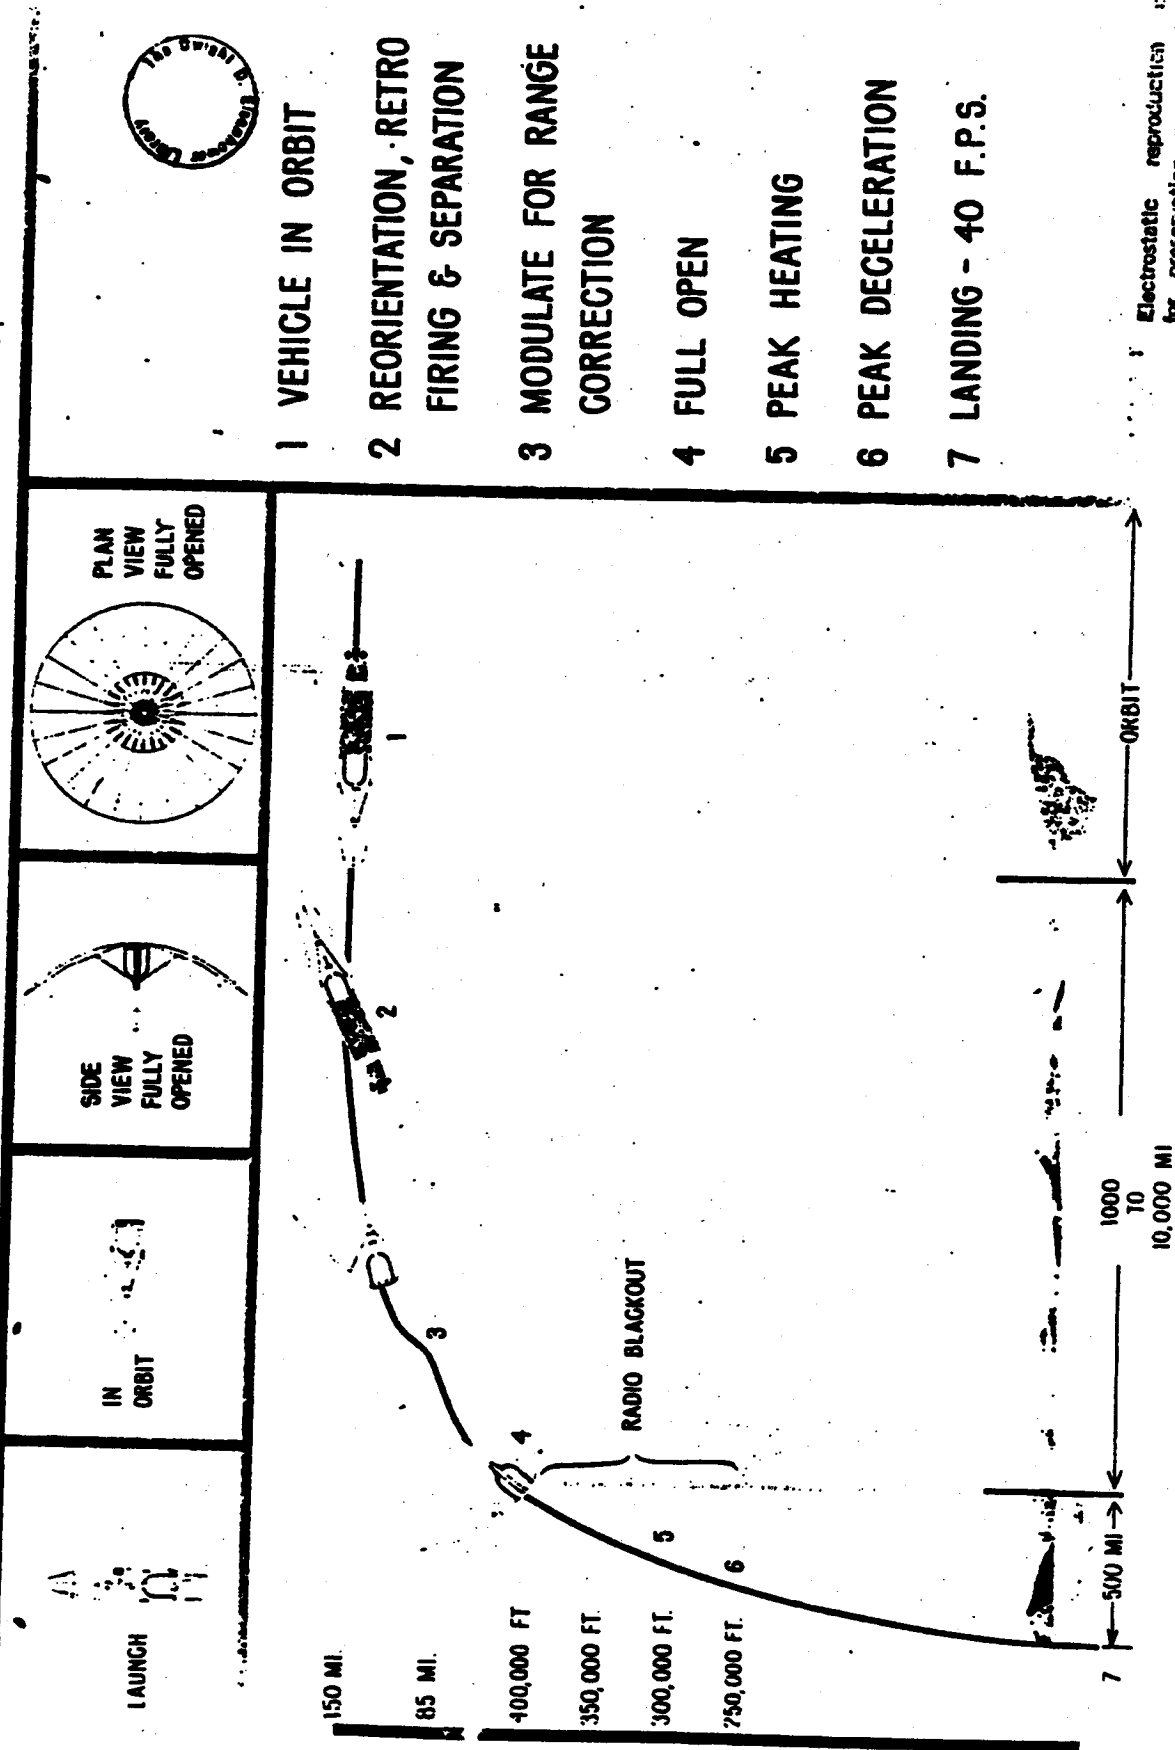 The Dwight D. Eisenhower Library
LAUNCH
IN
ORBIT
SIDE
VIEW
FULLY
OPENED
PLAN
VIEW
FULLY
OPENED
1 VEHICLE IN ORBIT
2 REORIENTATION, RETRO
FIRING & SEPARATION
3 MODULATE FOR RANGE
CORRECTION
4 FULL OPEN
5 PEAK HEATING
6 PEAK DECELERATION
7 LANDING - 40 F.P.S.
150 MI.
85 MI.
400,000 FT
350,000 FT.
300,000 FT.
250,000 FT.
1
2
3
4
RADIO BLACKOUT
5
6
7
500 MI
1000
TO
10,000 MI
ORBIT
Electrostatic reproduction
for preservation